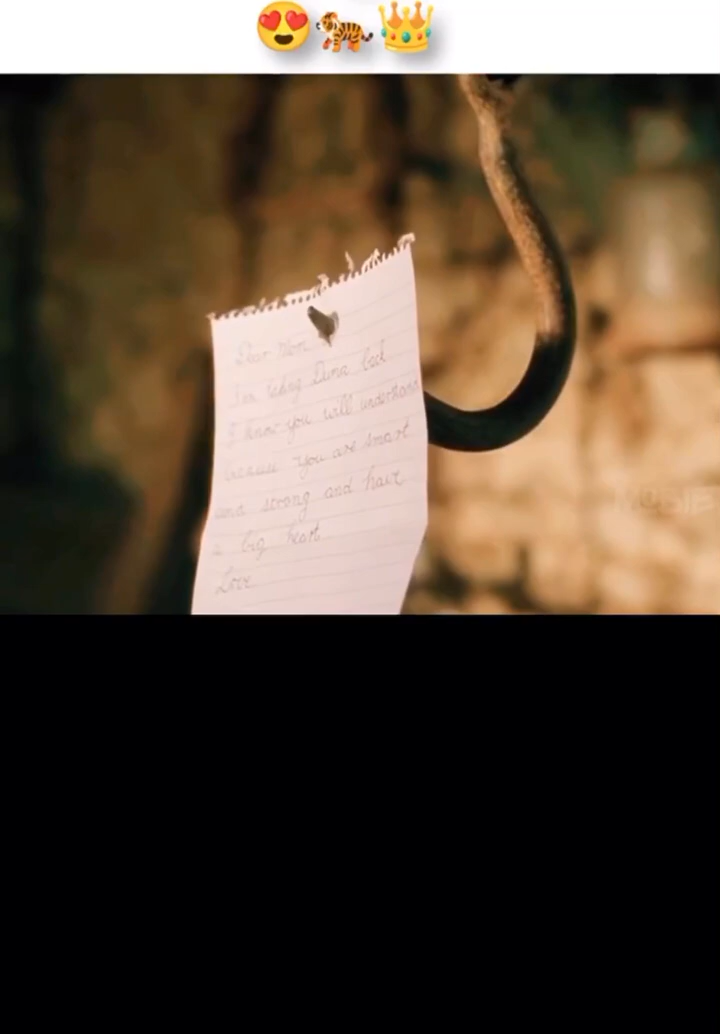 Dear Mom
I'm taking Duma back
I know you will understand
because you are smart
and strong and have
a big heart
Love